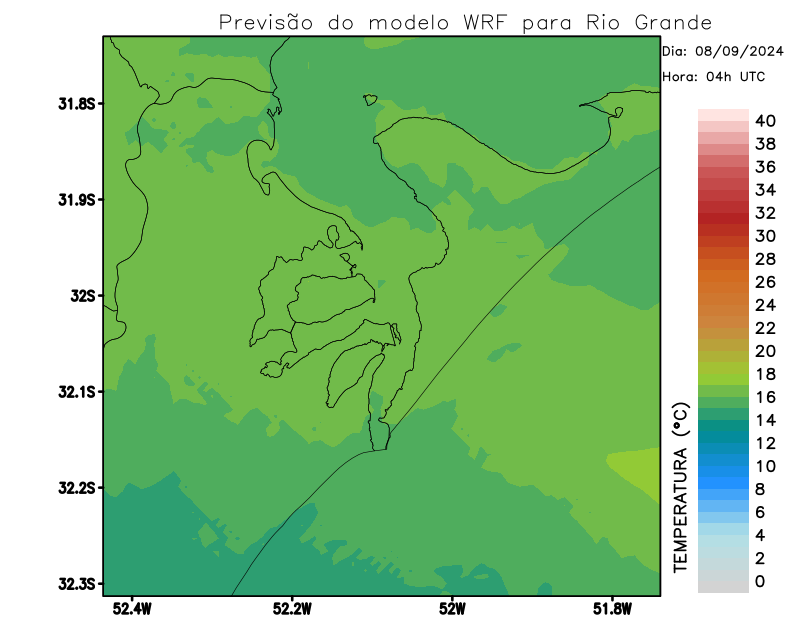 Previsão do modelo WRF para Rio Grande
Dia: 08/09/2024
Hora: 04h UTC
31.8S
31.9S
32S
32.1S
32.2S
32.3S
52.4W
52.2W
52W
51.8W
TEMPERATURA (°C)
40
38
36
34
32
30
28
26
24
22
20
18
16
14
12
10
8
6
4
2
0